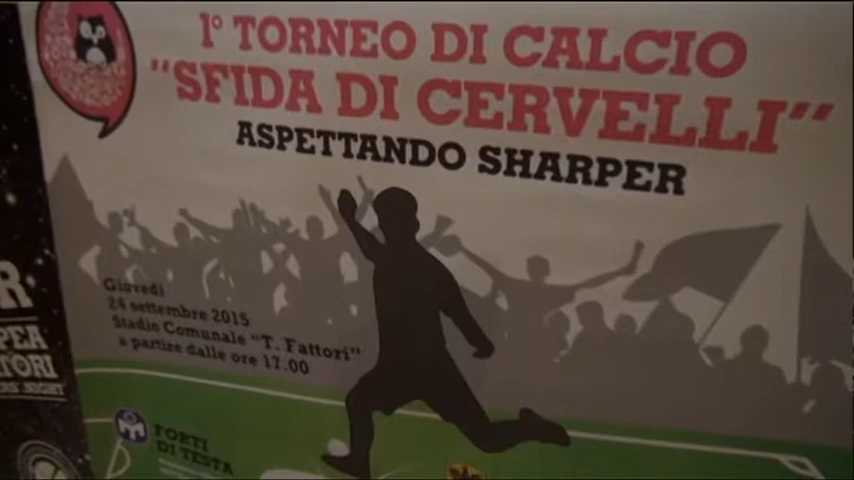 1° TORNEO DI CALCIO
"SFIDA DI CERVELLI"
ASPETTANDO SHARPER
Giovedì
24 settembre 2015
Stadio Comunale "T. Fattori"
a partire dalle ore 17.00
FORTI
DI TESTA